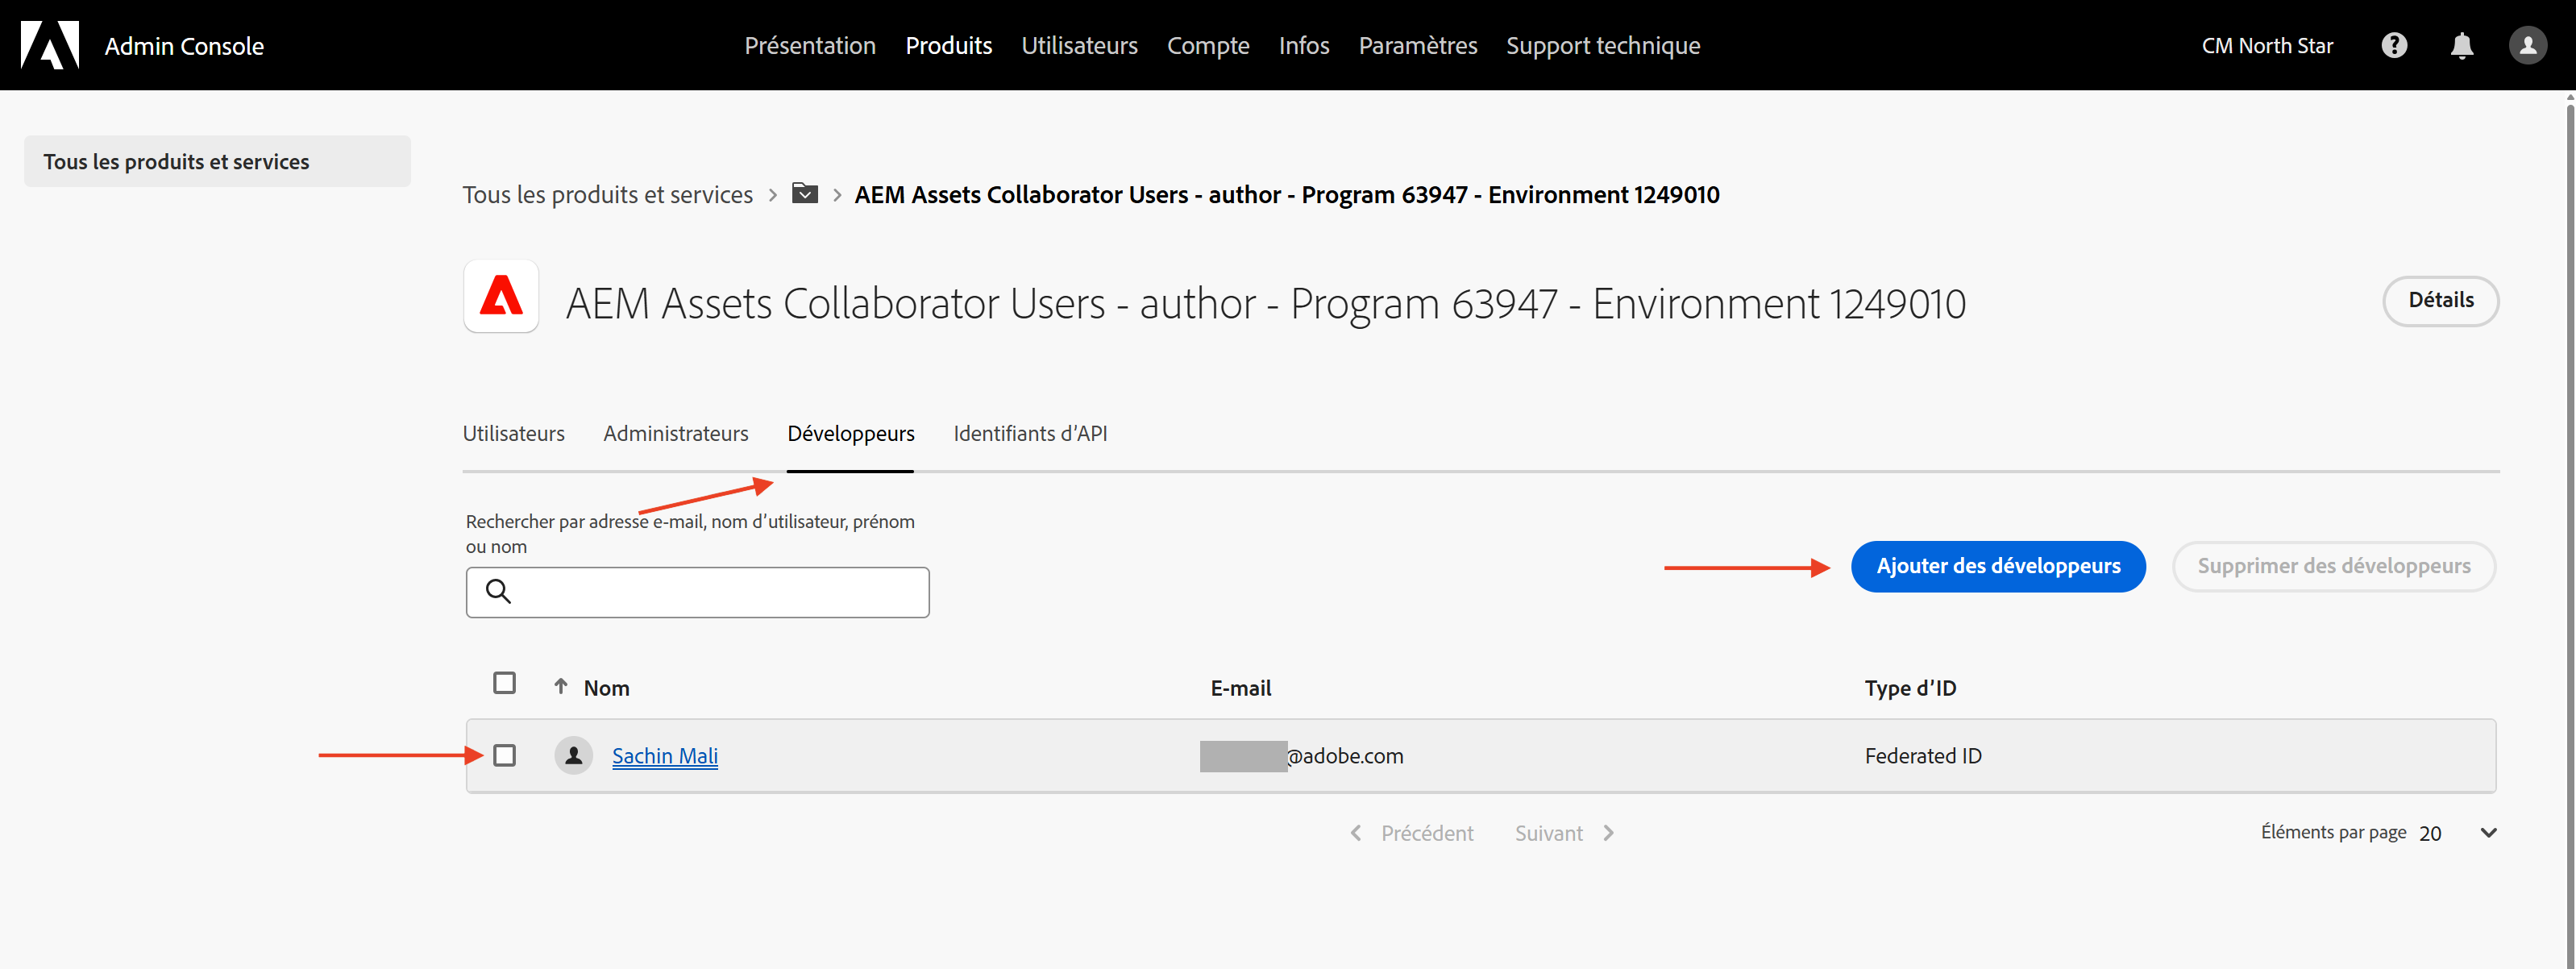 Admin Console
Présentation Produits Utilisateurs Compte Infos Paramètres Support technique
CM North Star
Tous les produits et services
Tous les produits et services > AEM Assets Collaborator Users - author - Program 63947 - Environment 1249010
AEM Assets Collaborator Users - author - Program 63947 - Environment 1249010
Détails
Utilisateurs Administrateurs Développeurs Identifiants d’API
Rechercher par adresse e-mail, nom d’utilisateur, prénom
ou nom
Ajouter des développeurs
Supprimer des développeurs
Nom E-mail Type d’ID
Sachin Mali @adobe.com Federated ID
Précédent Suivant
Éléments par page 20